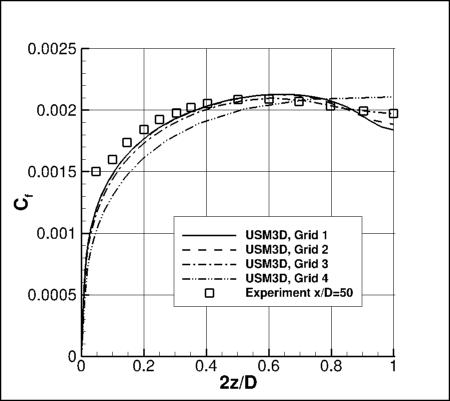 0.0025
0.002
0.0015
0.001
0.0005
0
Cf
USM3D, Grid 1
USM3D, Grid 2
USM3D, Grid 3
USM3D, Grid 4
Experiment x/D=50
0 0.2 0.4 0.6 0.8 1
2z/D